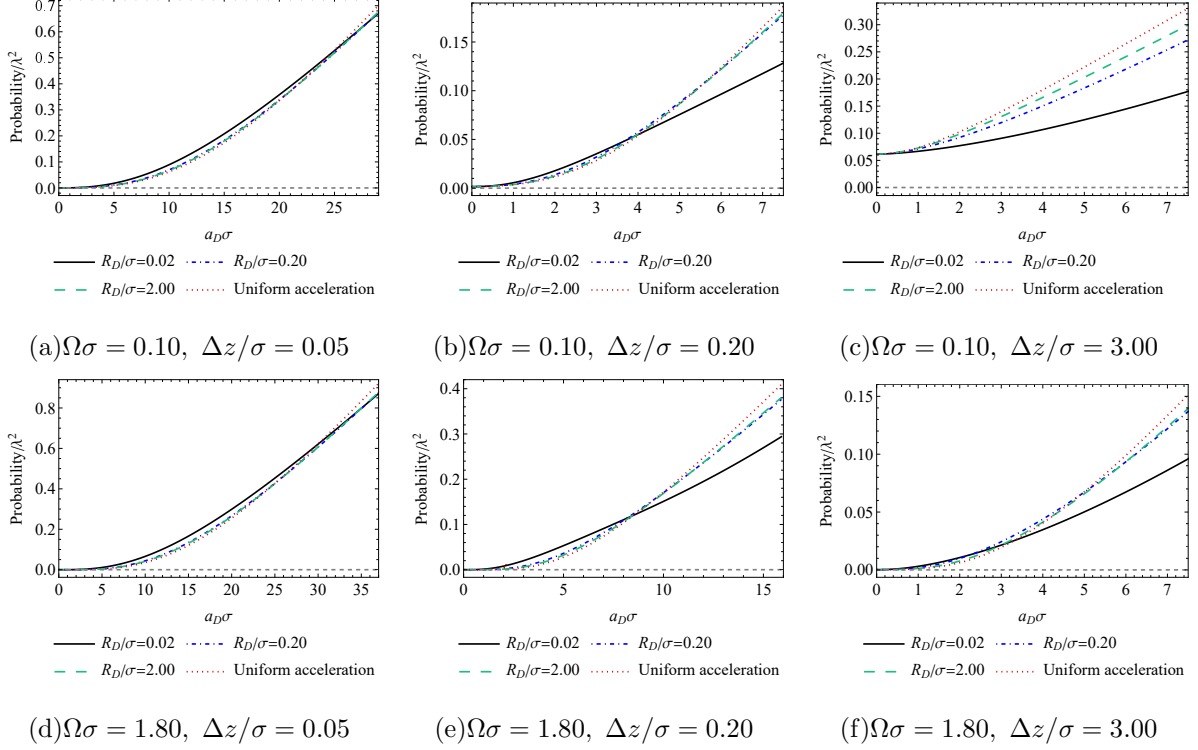 0.7
0.6
0.5
0.4
0.3
0.2
0.1
0.0
Probability/λ²
0 5 10 15 20 25
a_Dσ
R_D/σ=0.02 R_D/σ=0.20
R_D/σ=2.00 Uniform acceleration
(a)Ωσ = 0.10, Δz/σ = 0.05
0.15
0.10
0.05
0.00
Probability/λ²
0 1 2 3 4 5 6 7
a_Dσ
R_D/σ=0.02 R_D/σ=0.20
R_D/σ=2.00 Uniform acceleration
(b)Ωσ = 0.10, Δz/σ = 0.20
0.30
0.25
0.20
0.15
0.10
0.05
0.00
Probability/λ²
0 1 2 3 4 5 6 7
a_Dσ
R_D/σ=0.02 R_D/σ=0.20
R_D/σ=2.00 Uniform acceleration
(c)Ωσ = 0.10, Δz/σ = 3.00
0.8
0.6
0.4
0.2
0.0
Probability/λ²
0 5 10 15 20 25 30 35
a_Dσ
R_D/σ=0.02 R_D/σ=0.20
R_D/σ=2.00 Uniform acceleration
(d)Ωσ = 1.80, Δz/σ = 0.05
0.4
0.3
0.2
0.1
0.0
Probability/λ²
0 5 10 15
a_Dσ
R_D/σ=0.02 R_D/σ=0.20
R_D/σ=2.00 Uniform acceleration
(e)Ωσ = 1.80, Δz/σ = 0.20
0.15
0.10
0.05
0.00
Probability/λ²
0 1 2 3 4 5 6 7
a_Dσ
R_D/σ=0.02 R_D/σ=0.20
R_D/σ=2.00 Uniform acceleration
(f)Ωσ = 1.80, Δz/σ = 3.00